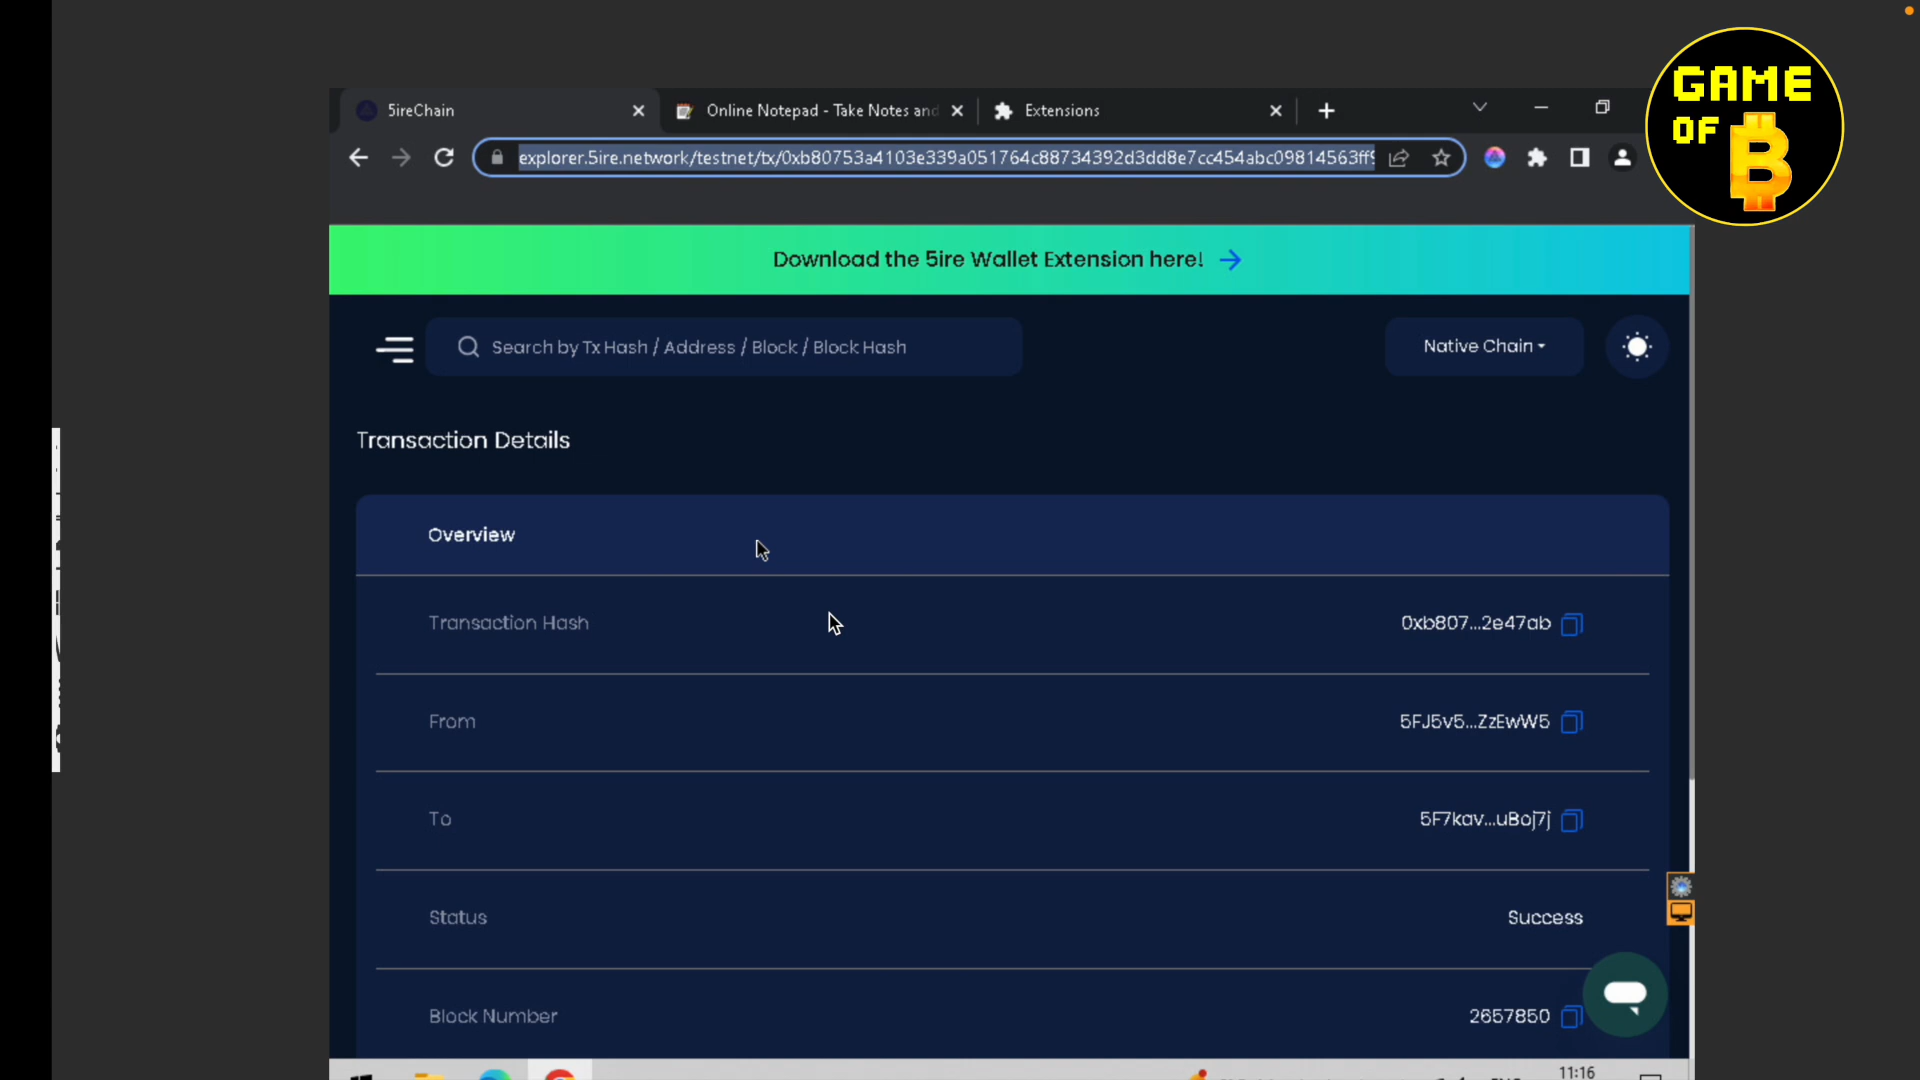 GAME
OF
5ireChain
Online Notepad - Take Notes and
Extensions
explorer.5ire.network/testnet/tx/0xb80753a4103e339a051764c88734392d3dd8e7cc454abc09814563ff9
Download the 5ire Wallet Extension here!
Search by Tx Hash / Address / Block / Block Hash
Native Chain
Transaction Details
Overview
Transaction Hash
0xb807...2e47ab
From
5FJ5v5...ZzEwW5
To
5F7kav...uBoj7j
Status
Success
Block Number
2657850
11:16